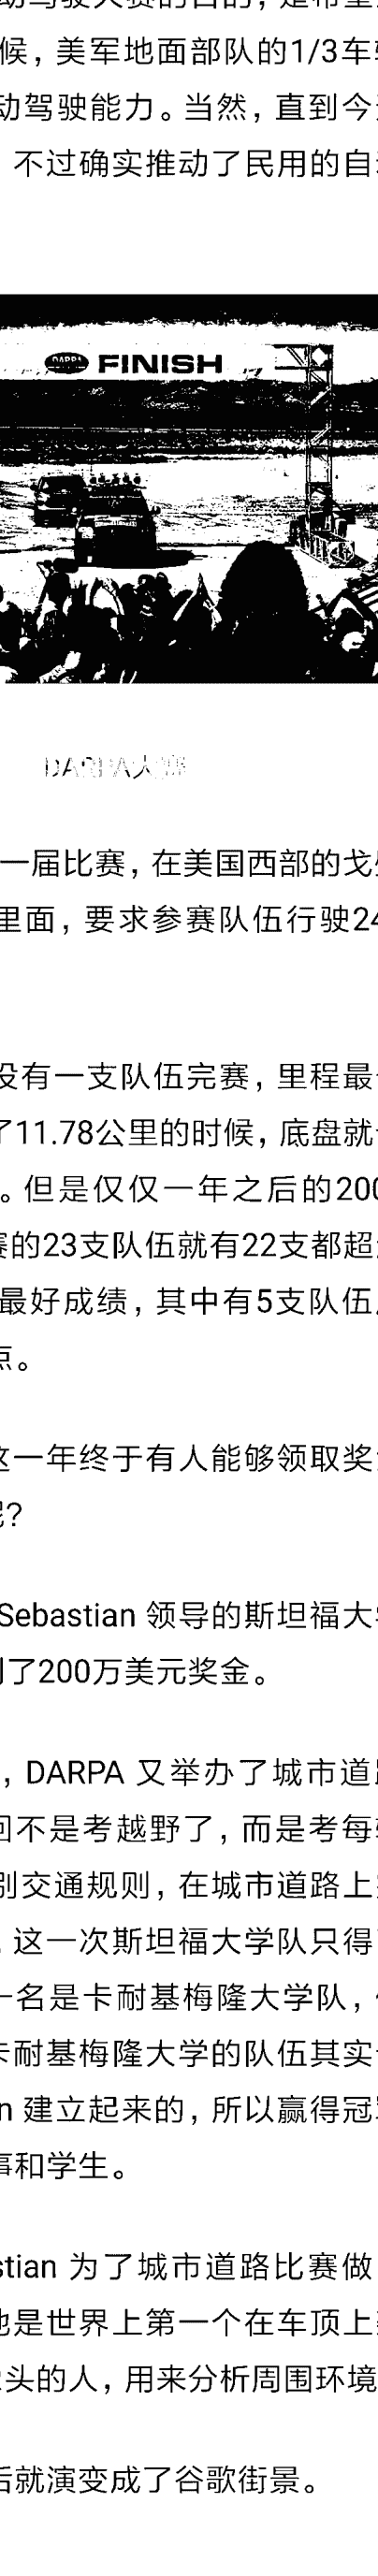 候，美军地面部队的1/3车
动驾驶能力。当然，直到今
不过确实推动了民用的自
DARPA FINISH
DARPA大赛
一届比赛，在美国西部的戈
里面，要求参赛队伍行驶24
没有一支队伍完赛，里程最
了11.78公里的时候，底盘就
。但是仅仅一年之后的200
赛的23支队伍就有22支都超
最好成绩，其中有5支队伍
点。
这一年终于有人能够领取奖
呢？
Sebastian 领导的斯坦福大学
到了200万美元奖金。
，DARPA 又举办了城市道
回不是考越野了，而是考每
别交通规则，在城市道路上
这一次斯坦福大学队只得
一名是卡耐基梅隆大学队，
卡耐基梅隆大学的队伍其实
n 建立起来的，所以赢得冠
事和学生。
stian 为了城市道路比赛做
他是世界上第一个在车顶上
头的人，用来分析周围环境
后就演变成了谷歌街景。